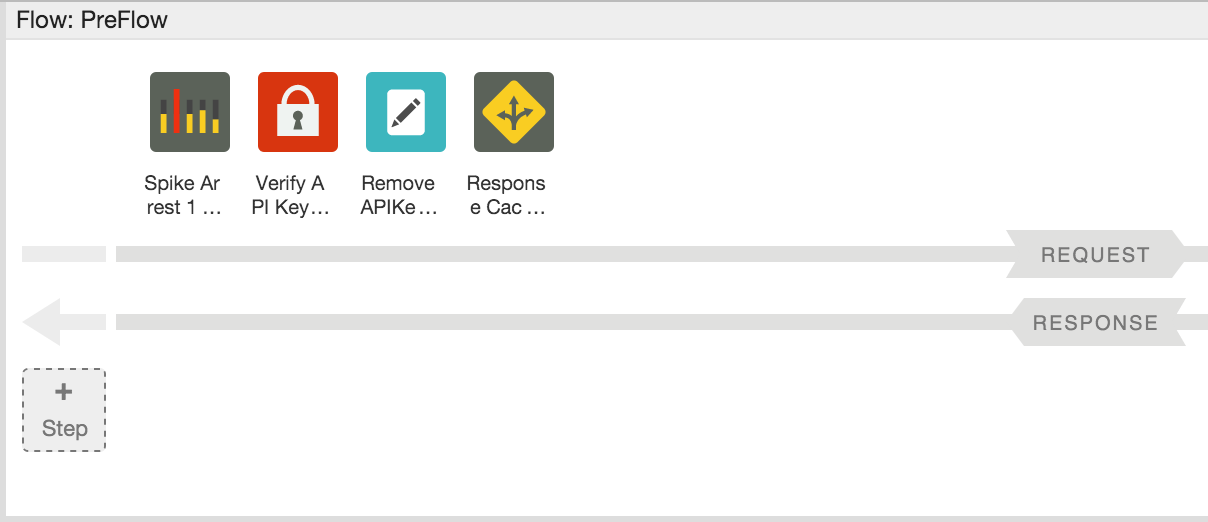 Flow: PreFlow
Spike Ar
rest 1 ...
Verify A
PI Key...
Remove
APIKe ...
Respons
e Cac ...
REQUEST
RESPONSE
+
Step